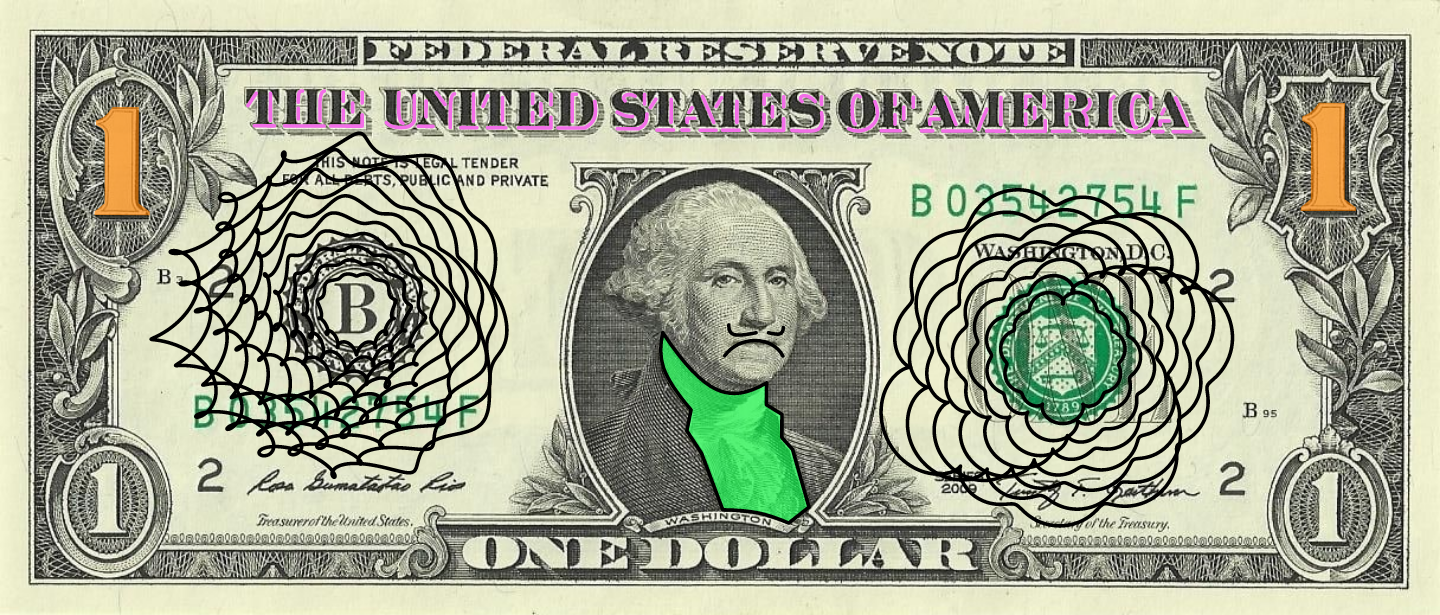 FEDERAL RESERVE NOTE
THE UNITED STATES OF AMERICA
1
1
THIS NOTE IS LEGAL TENDER
FOR ALL DEBTS, PUBLIC AND PRIVATE
B 03542754 F
WASHINGTON, D.C.
B
2
2
B
1789
B 03542754 F
B 95
2
Rosa Gumataotao Rios
SERIES
2009
2
Treasurer of the United States.
WASHINGTON
Secretary of the Treasury.
1
ONE DOLLAR
1